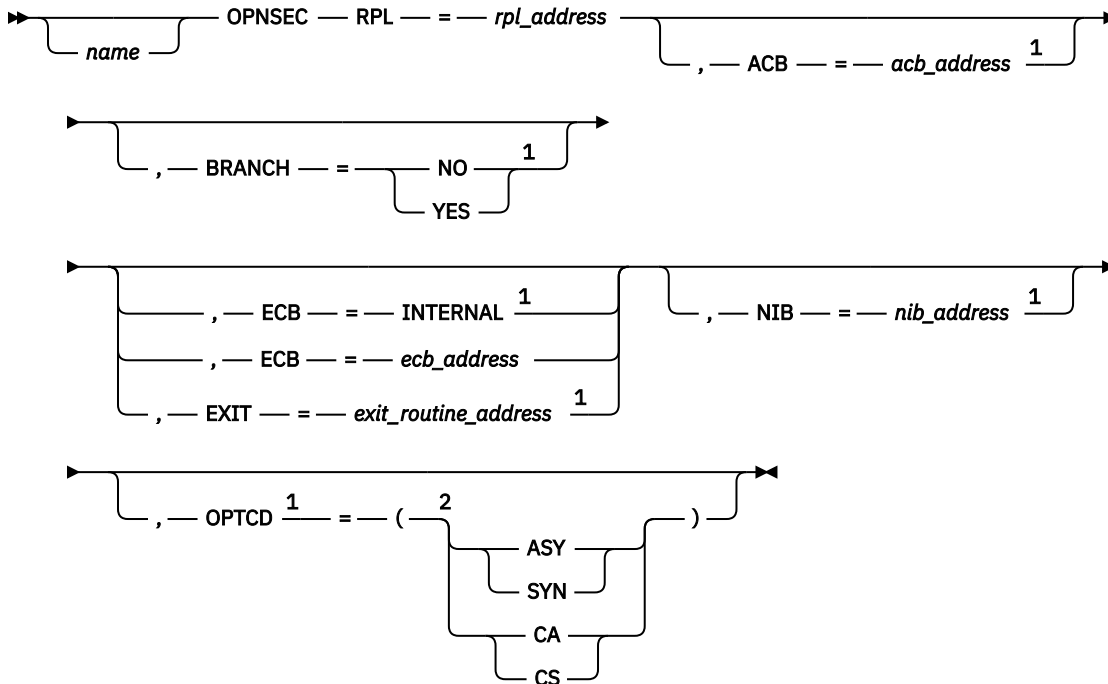 name OPNSEC RPL = rpl_address , ACB = acb_address 1
, BRANCH = NO 1
YES
, ECB = INTERNAL 1
, ECB = ecb_address
, EXIT = exit_routine_address 1
, NIB = nib_address 1
, OPTCD 1 = ( 2
ASY
SYN
CA
CS
)